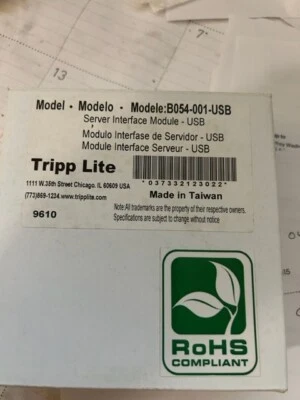 13
Model - Modelo - Modele:B054-001-USB
Server Interface Module - USB
Modulo Interfase de Servidor - USB
Module Interface Serveur - USB
Tripp Lite
*037332123022*
1111 W.35th Street Chicago, IL 60609 USA
(773)869-1234 www.tripplite.com
Made in Taiwan
9610
Note:All trademarks are the property of their respective owners.
Specifications are subject to change without notice
RoHS
COMPLIANT